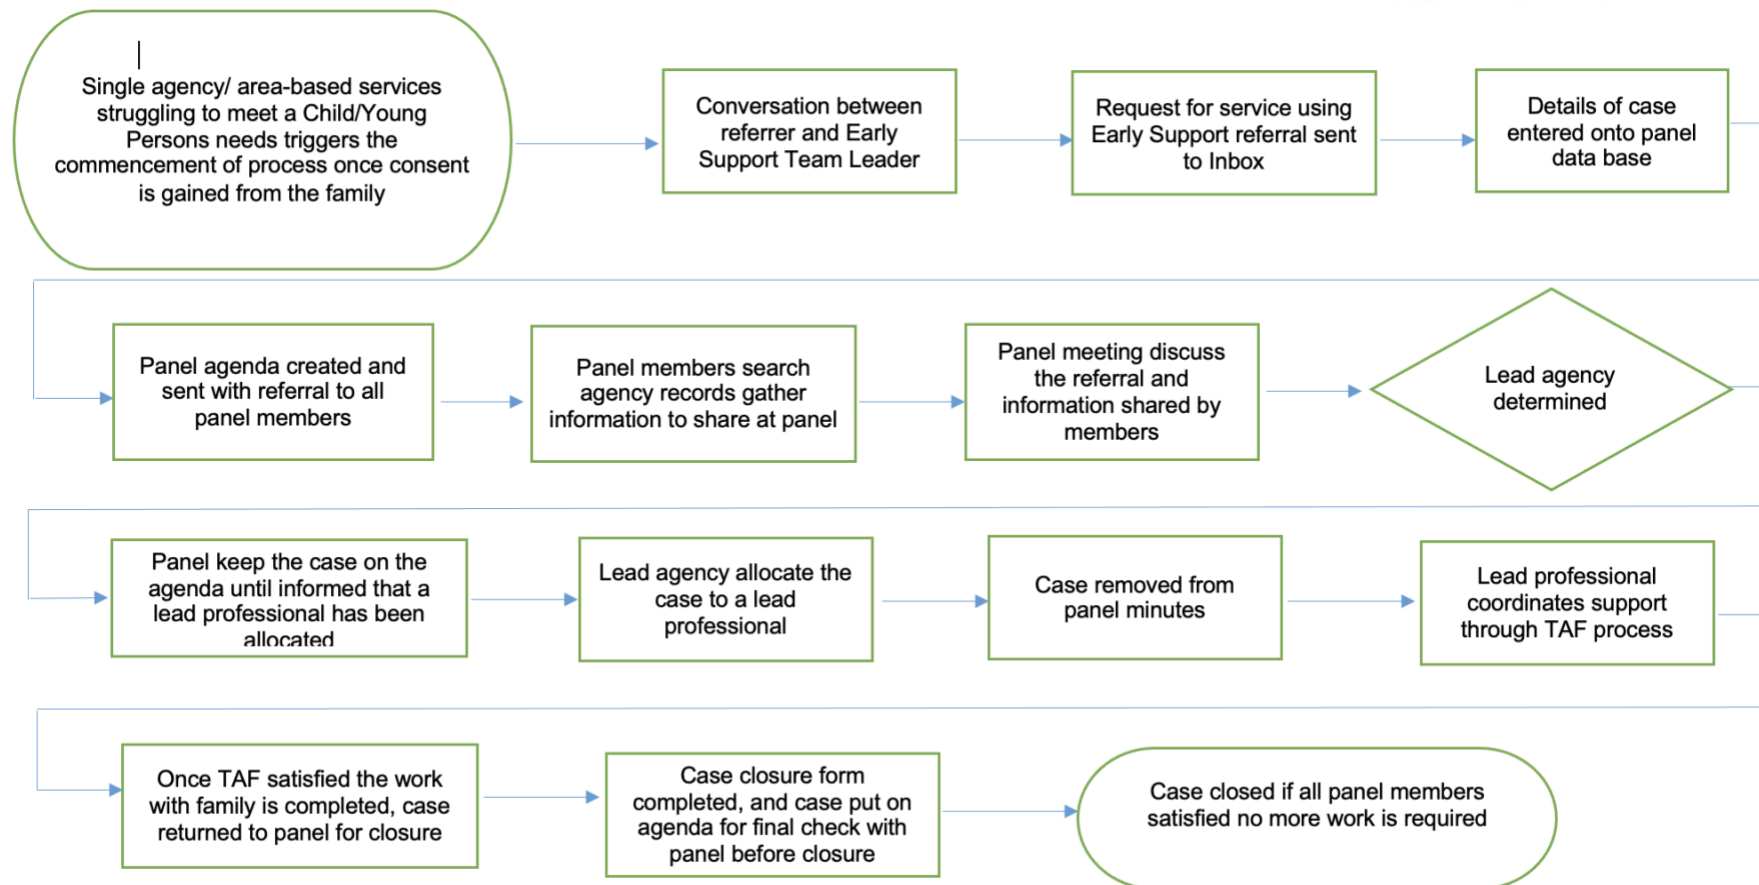 Single agency/ area-based services
struggling to meet a Child/Young
Persons needs triggers the
commencement of process once consent
is gained from the family
Conversation between
referrer and Early
Support Team Leader
Request for service using
Early Support referral sent
to Inbox
Details of case
entered onto panel
data base
Panel agenda created and
sent with referral to all
panel members
Panel members search
agency records gather
information to share at panel
Panel meeting discuss
the referral and
information shared by
members
Lead agency
determined
Panel keep the case on the
agenda until informed that a
lead professional has been
allocated
Lead agency allocate the
case to a lead
professional
Case removed from
panel minutes
Lead professional
coordinates support
through TAF process
Once TAF satisfied the work
with family is completed, case
returned to panel for closure
Case closure form
completed, and case put on
agenda for final check with
panel before closure
Case closed if all panel members
satisfied no more work is required